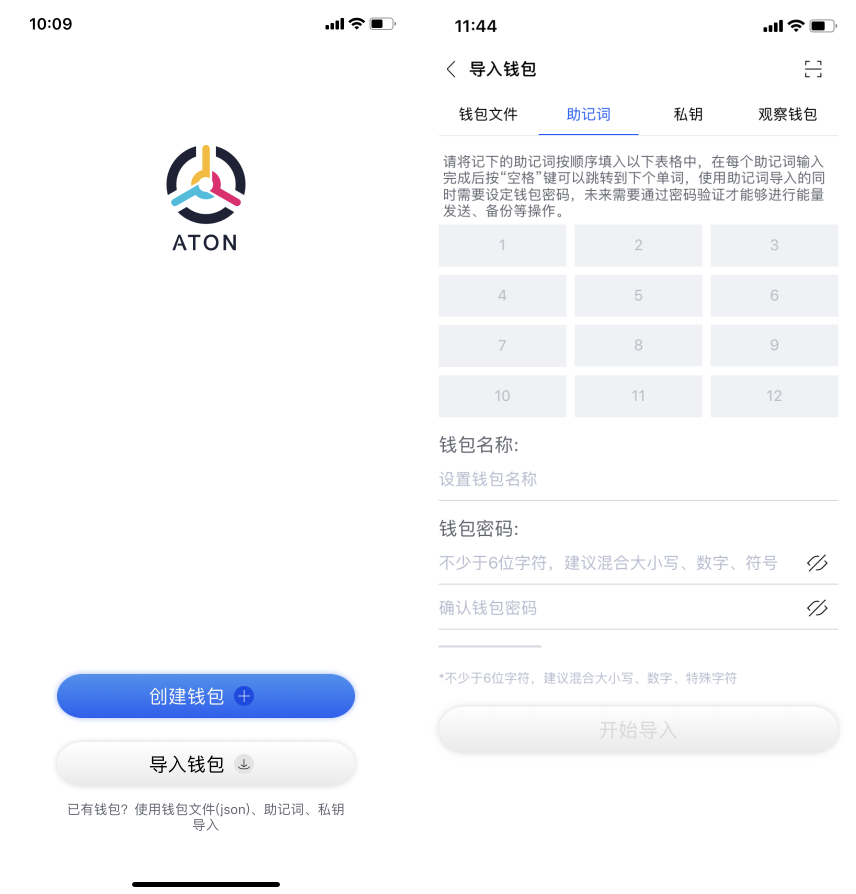 10:09
ATON
创建钱包
导入钱包
已有钱包？使用钱包文件(json)、助记词、私钥
导入
11:44
导入钱包
钱包文件 助记词 私钥 观察钱包
请将记下的助记词按顺序填入以下表格中，在每个助记词输入
完成后按“空格”键可以跳转到下个单词，使用助记词导入的同
时需要设定钱包密码，未来需要通过密码验证才能够进行能量
发送、备份等操作。
1 2 3
4 5 6
7 8 9
10 11 12
钱包名称:
设置钱包名称
钱包密码:
不少于6位字符，建议混合大小写、数字、符号
确认钱包密码
*不少于6位字符，建议混合大小写、数字、特殊字符
开始导入